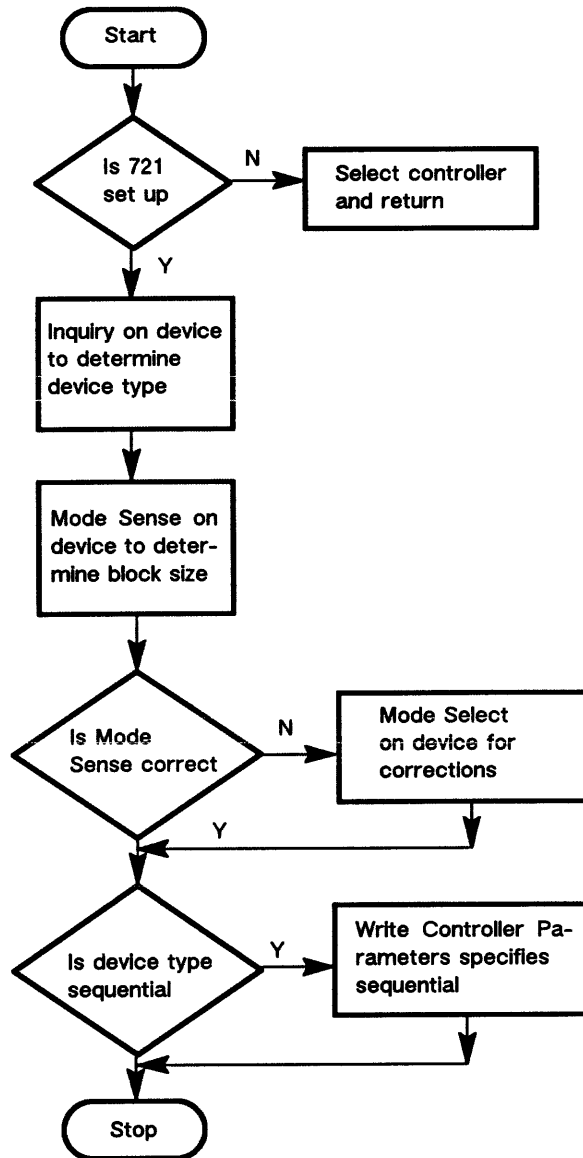 Start
Is 721
set up
N
Select controller
and return
Y
Inquiry on device
to determine
device type
Mode Sense on
device to deter-
mine block size
Is Mode
Sense correct
N
Mode Select
on device for
corrections
Y
Is device type
sequential
Y
Write Controller Pa-
rameters specifies
sequential
Stop